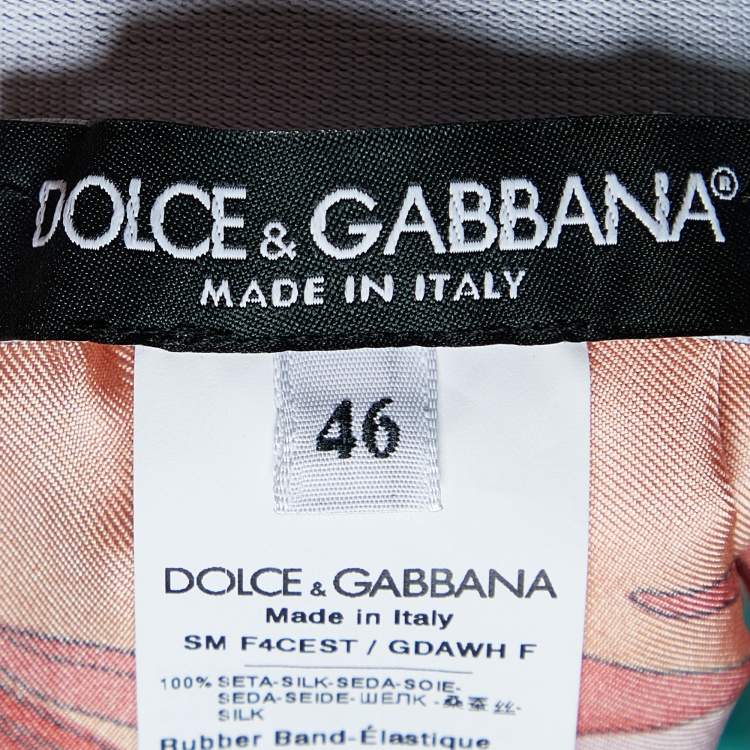 DOLCE & GABBANA®
MADE IN ITALY
46
DOLCE & GABBANA
Made in Italy
SM F4CEST / GDAWH F
100% SETA-SILK-SEDA-SOIE-
SEDA-SEIDE-ШЕЛК-桑蚕丝-
SILK
Rubber Band-Élastique